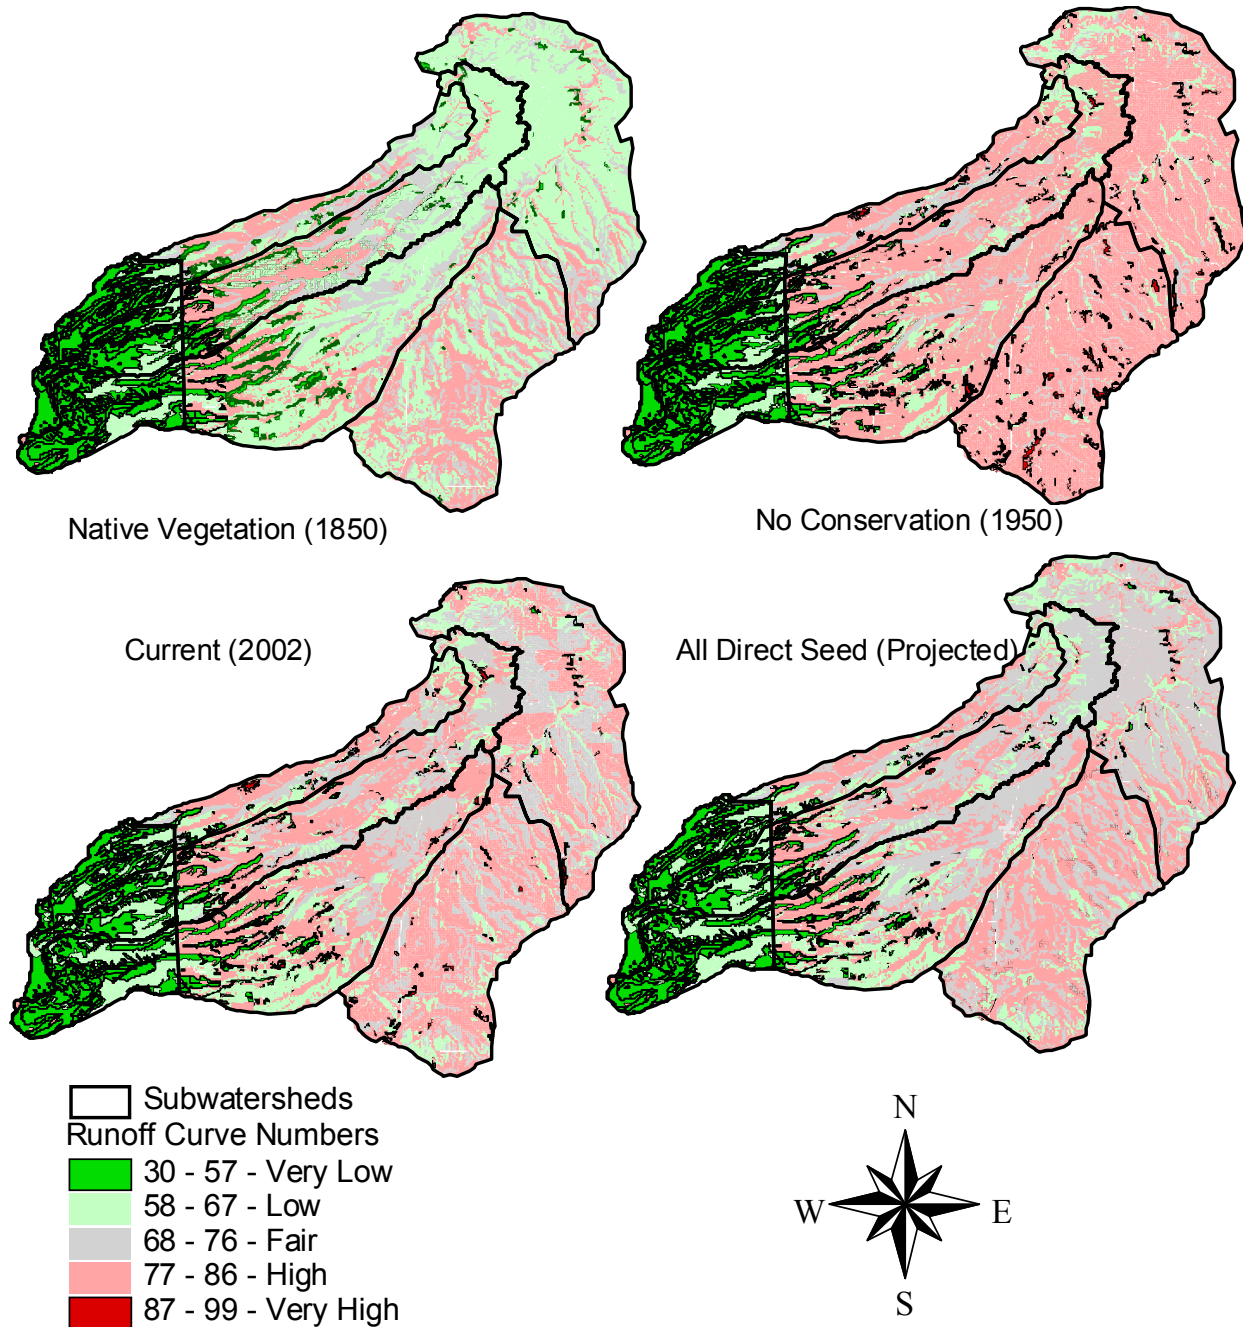 Native Vegetation (1850)
No Conservation (1950)
Current (2002)
All Direct Seed (Projected)
Subwatersheds
Runoff Curve Numbers
30 - 57 - Very Low
58 - 67 - Low
68 - 76 - Fair
77 - 86 - High
87 - 99 - Very High
N
W
E
S